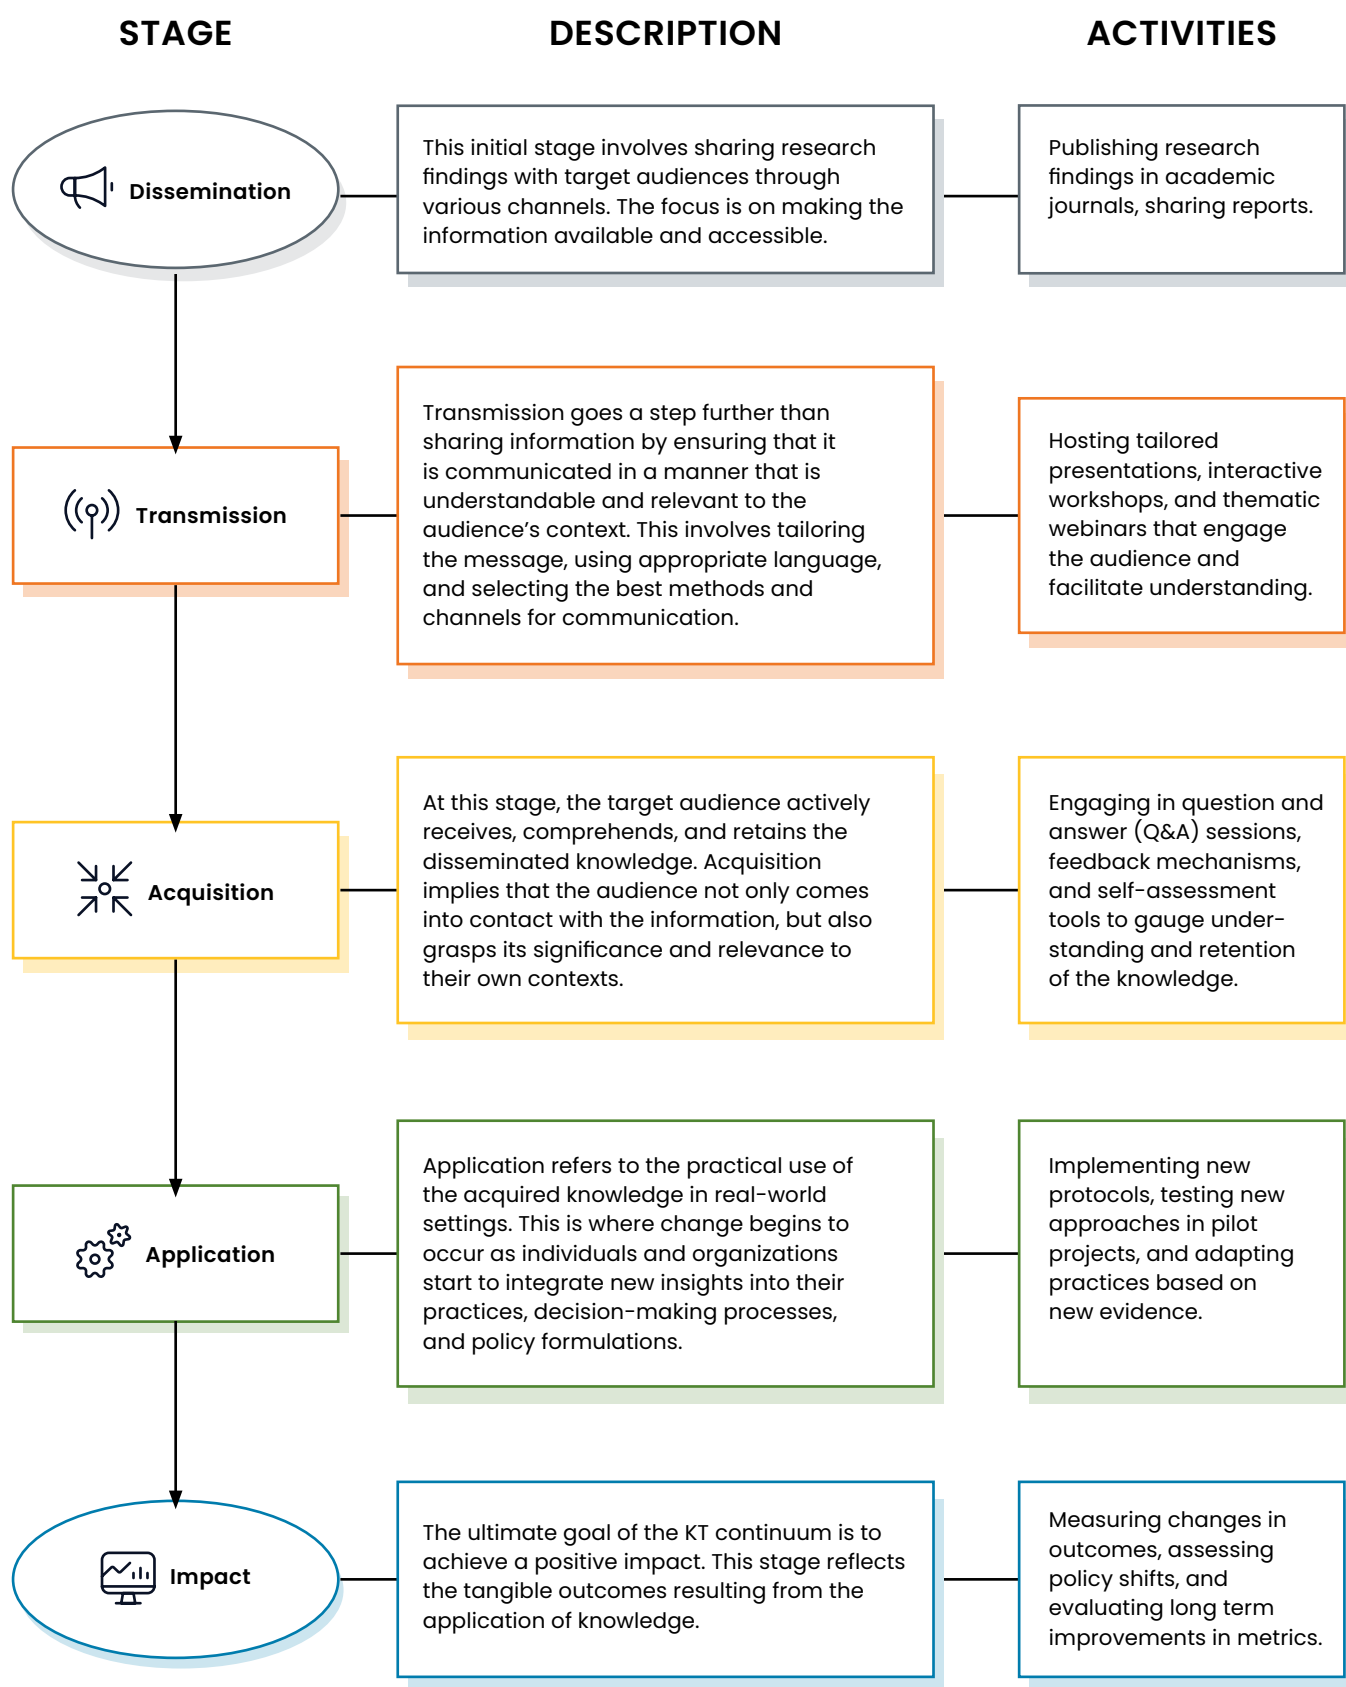 STAGE
DESCRIPTION
ACTIVITIES
Dissemination
This initial stage involves sharing research
findings with target audiences through
various channels. The focus is on making the
information available and accessible.
Publishing research
findings in academic
journals, sharing reports.
Transmission
Transmission goes a step further than
sharing information by ensuring that it
is communicated in a manner that is
understandable and relevant to the
audience’s context. This involves tailoring
the message, using appropriate language,
and selecting the best methods and
channels for communication.
Hosting tailored
presentations, interactive
workshops, and thematic
webinars that engage
the audience and
facilitate understanding.
Acquisition
At this stage, the target audience actively
receives, comprehends, and retains the
disseminated knowledge. Acquisition
implies that the audience not only comes
into contact with the information, but also
grasps its significance and relevance to
their own contexts.
Engaging in question and
answer (Q&A) sessions,
feedback mechanisms,
and self-assessment
tools to gauge under-
standing and retention
of the knowledge.
Application
Application refers to the practical use of
the acquired knowledge in real-world
settings. This is where change begins to
occur as individuals and organizations
start to integrate new insights into their
practices, decision-making processes,
and policy formulations.
Implementing new
protocols, testing new
approaches in pilot
projects, and adapting
practices based on
new evidence.
Impact
The ultimate goal of the KT continuum is to
achieve a positive impact. This stage reflects
the tangible outcomes resulting from the
application of knowledge.
Measuring changes in
outcomes, assessing
policy shifts, and
evaluating long term
improvements in metrics.